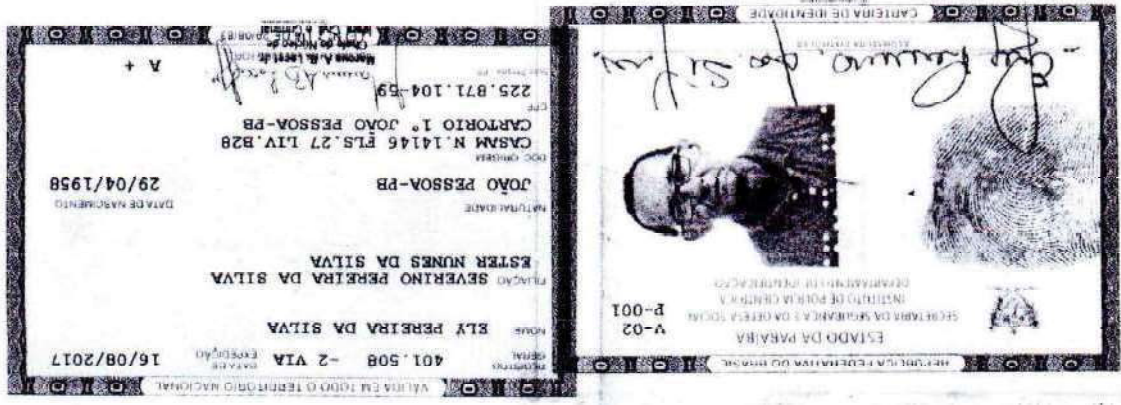 REPÚBLICA FEDERATIVA DO BRASIL
ESTADO DA PARAÍBA
SECRETARIA DA SEGURANÇA E DA DEFESA SOCIAL
INSTITUTO DE POLÍCIA CIENTÍFICA
DEPARTAMENTO DE IDENTIFICAÇÃO
V-02
P-001
ASSINATURA DO TITULAR
CARTEIRA DE IDENTIDADE
VÁLIDA EM TODO O TERRITÓRIO NACIONAL
REGISTRO GERAL 401.508 -2 VIA DATA DE EXPEDIÇÃO 16/08/2017
NOME ELY PEREIRA DA SILVA
FILIAÇÃO SEVERINO PEREIRA DA SILVA
ESTER NUNES DA SILVA
NATURALIDADE DATA DE NASCIMENTO
JOÃO PESSOA-PB 29/04/1958
DOC ORIGEM
CASAM N.14146 FLS.27 LIV.B28
CARTORIO 1º JOÃO PESSOA-PB
CPF
225.871.104-59
A +